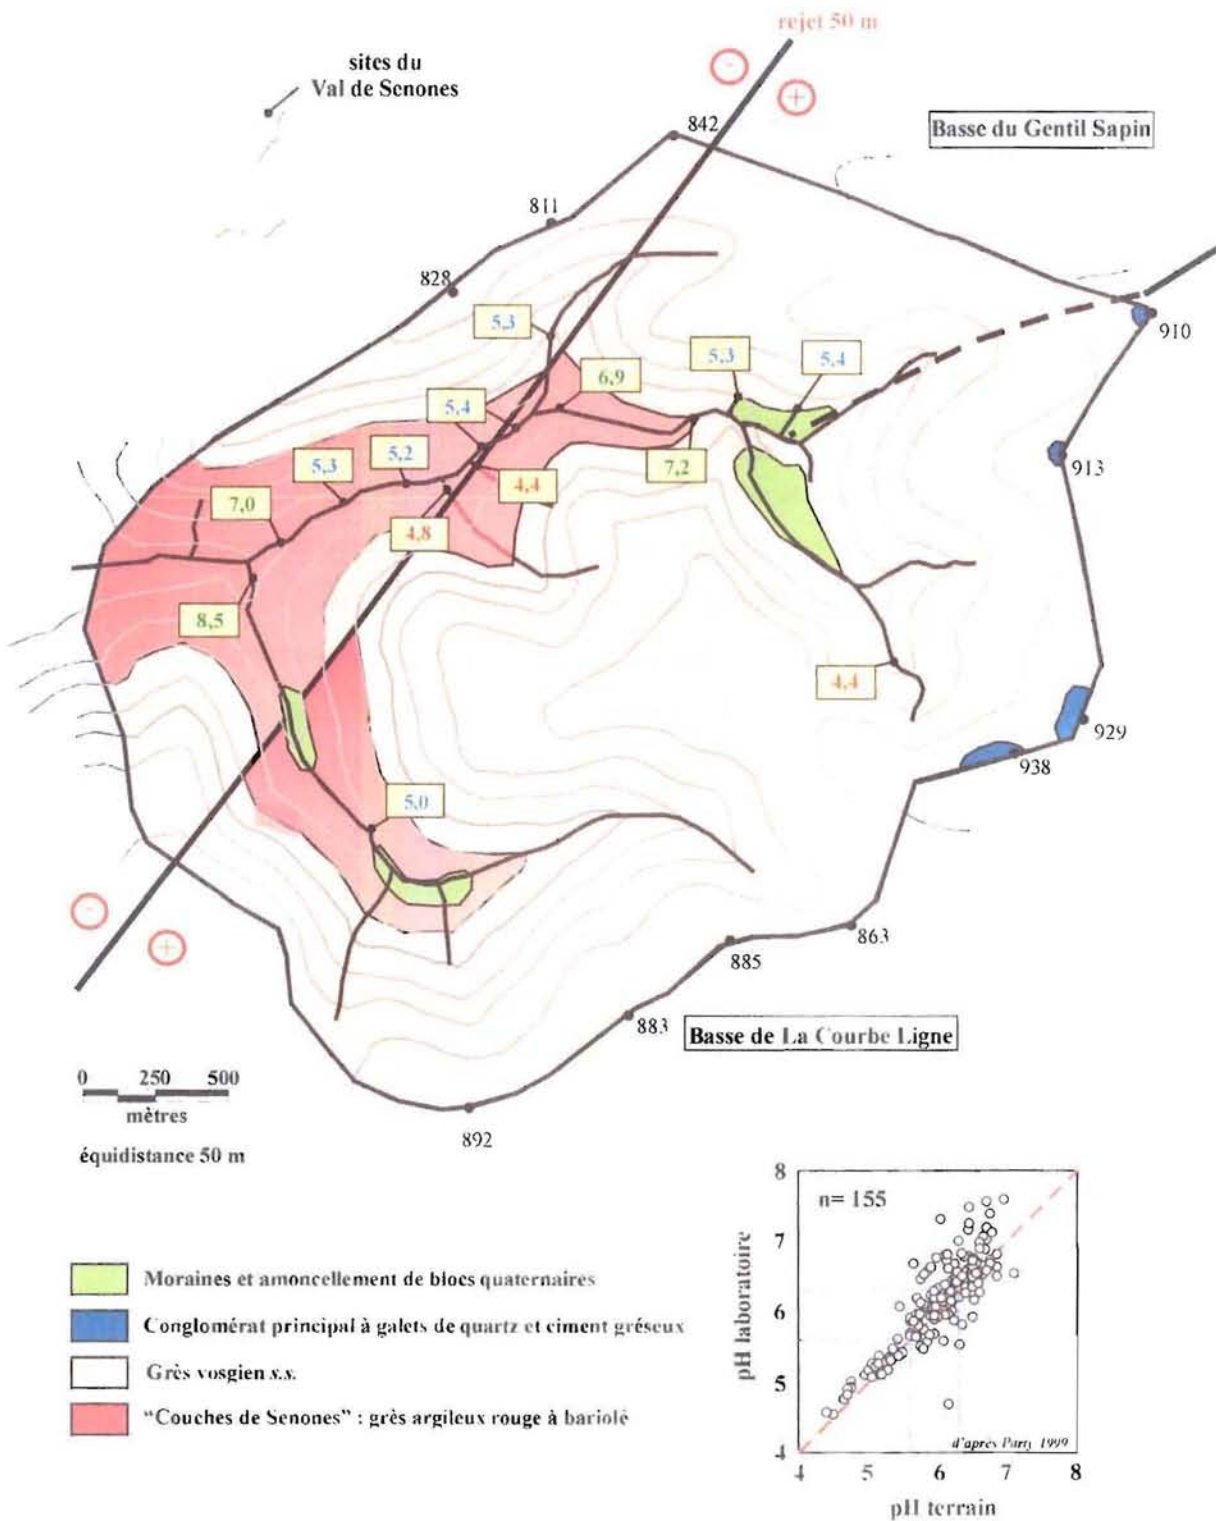 rejet 50 m
-
+
sites du
Val de Senones
Basse du Gentil Sapin
842
811
828
910
5,3
6,9
5,3
5,4
5,4
913
5,3
5,2
7,2
7,0
4,4
4,8
8,5
4,4
929
938
5,0
-
+
863
885
883
Basse de La Courbe Ligne
892
0 250 500
mètres
équidistance 50 m
Moraines et amoncellement de blocs quaternaires
Conglomérat principal à galets de quartz et ciment gréseux
Grès vosgien s.s.
"Couches de Senones" : grès argileux rouge à bariolé
8
n= 155
7
pH laboratoire
6
5
d'après Party 1999
4
4 5 6 7 8
pH terrain